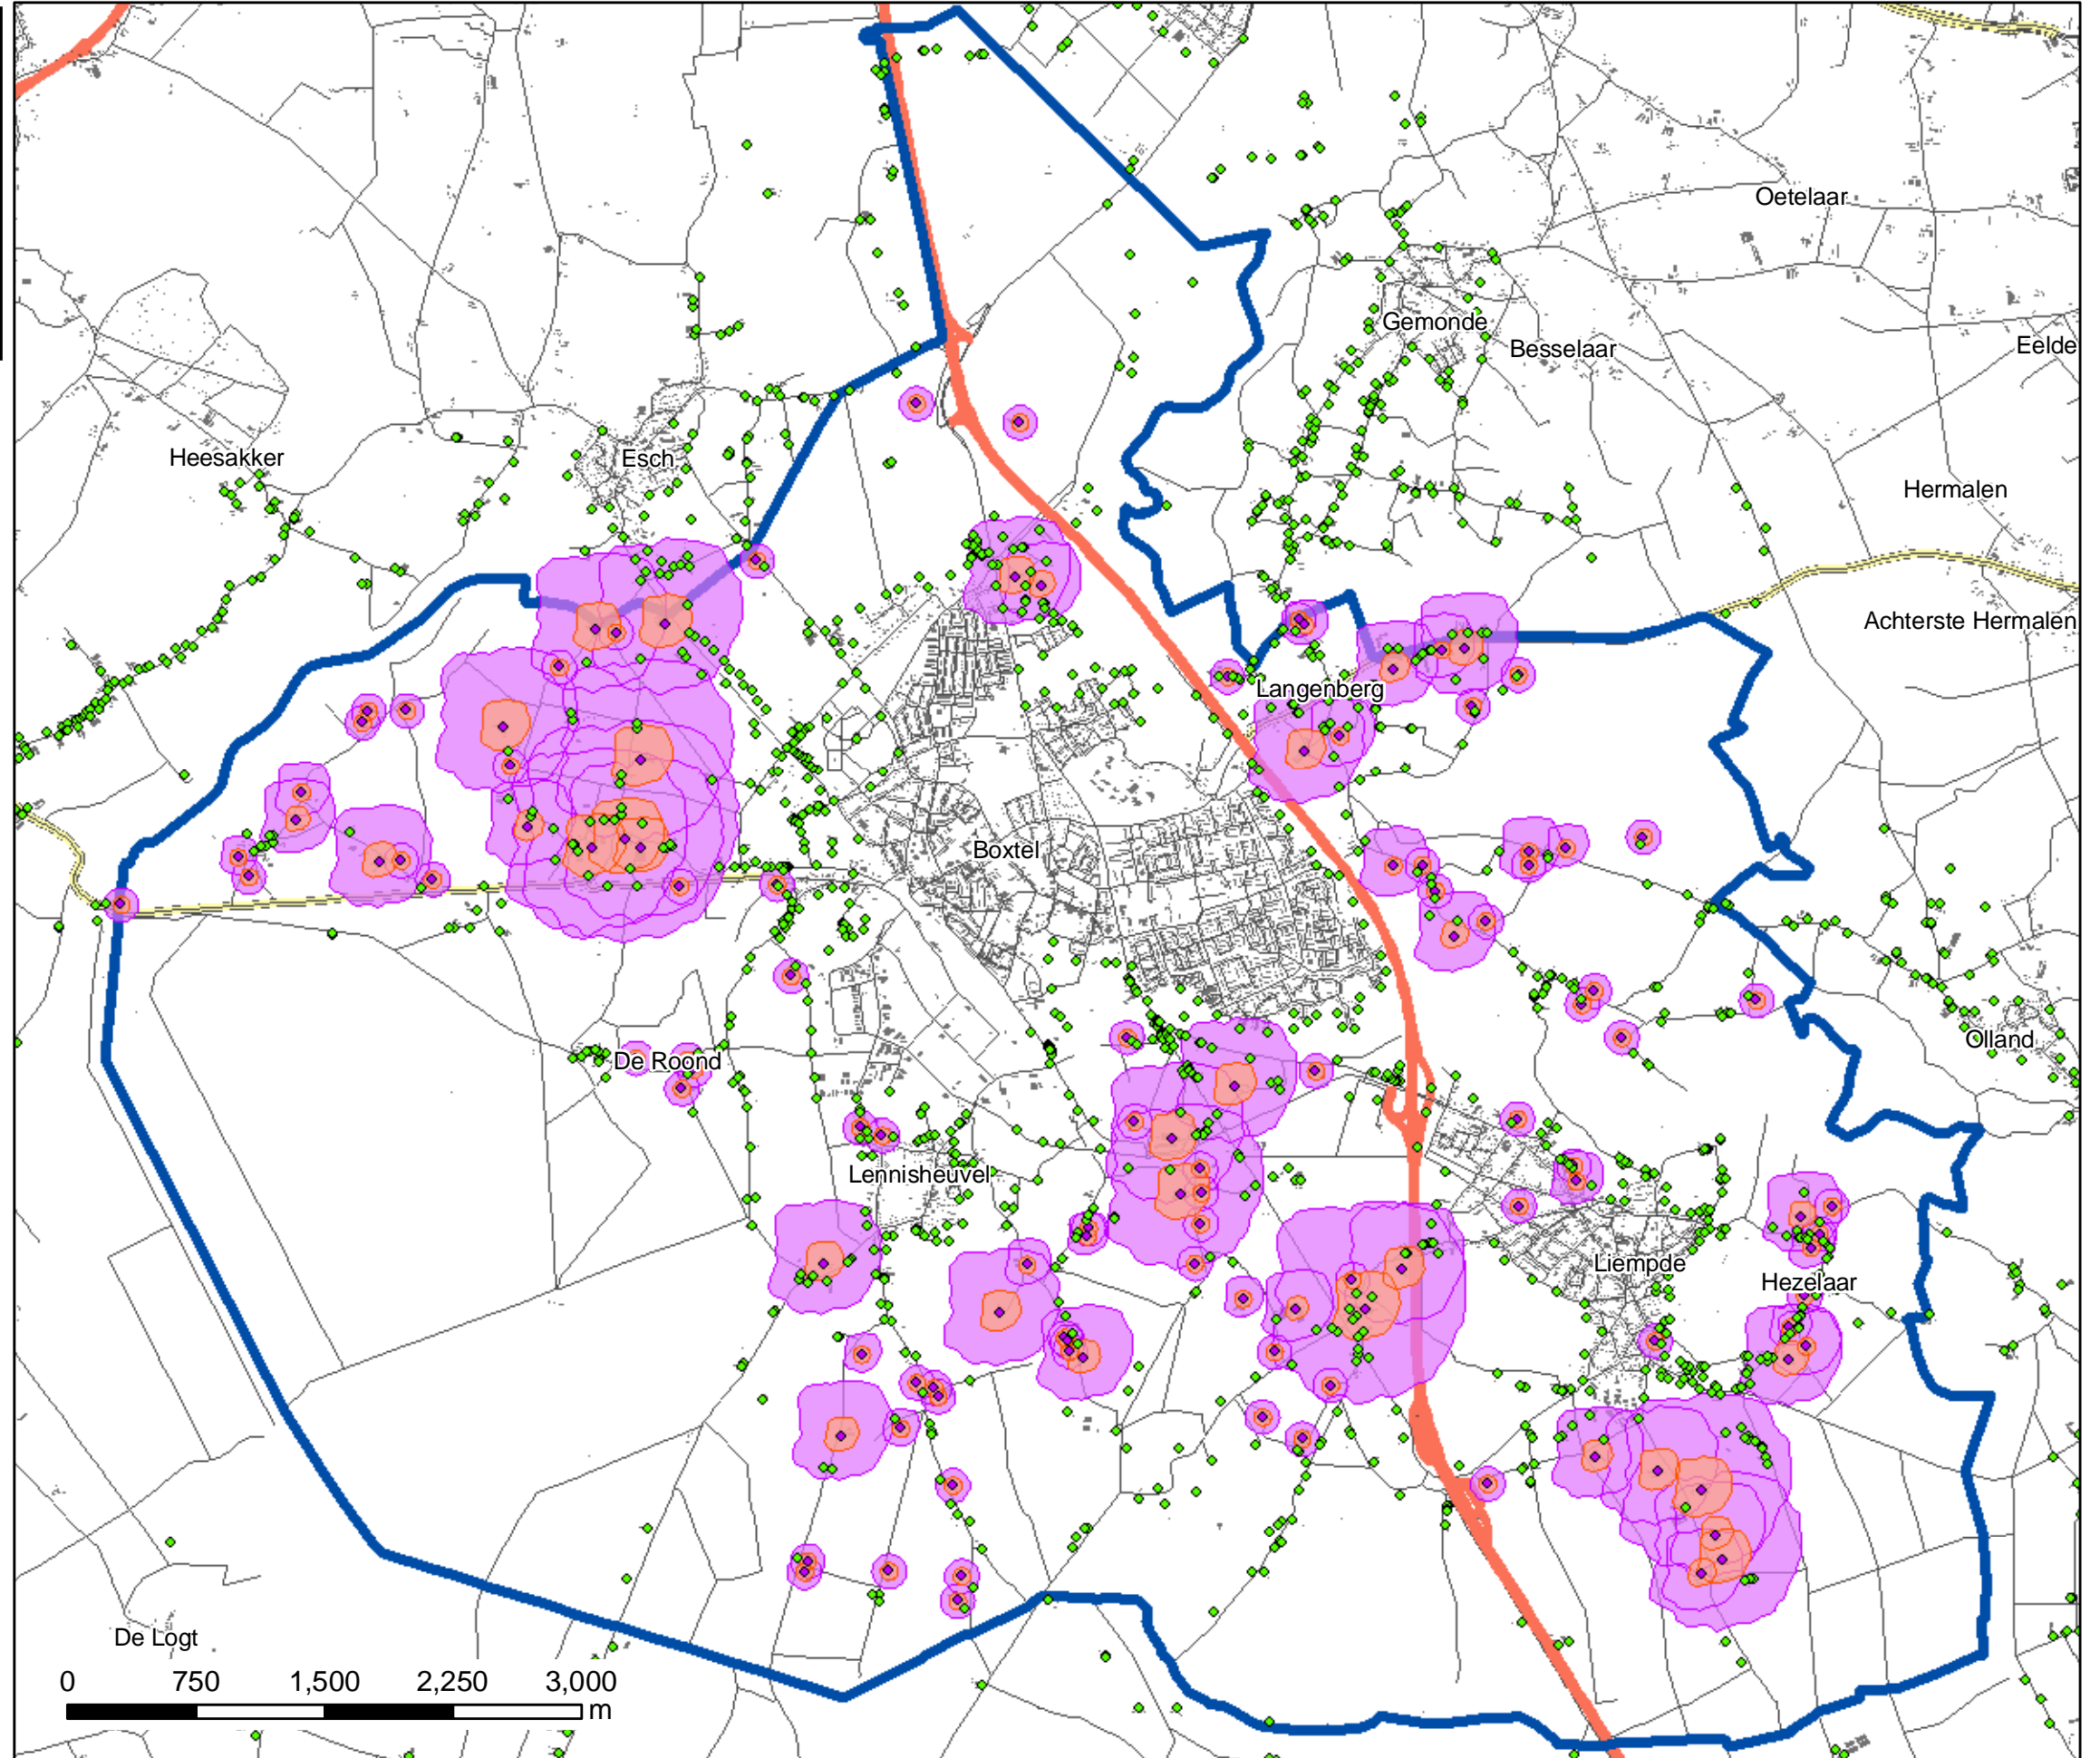 Oetelaar
Gemonde
Besselaar
Eelde
Heesakker
Esch
Hermalen
Achterste Hermalen
Langenberg
Boxtel
Olland
De Roond
Lennisheuvel
Liempde
Hezelaar
De Logt
0 750 1,500 2,250 3,000
m